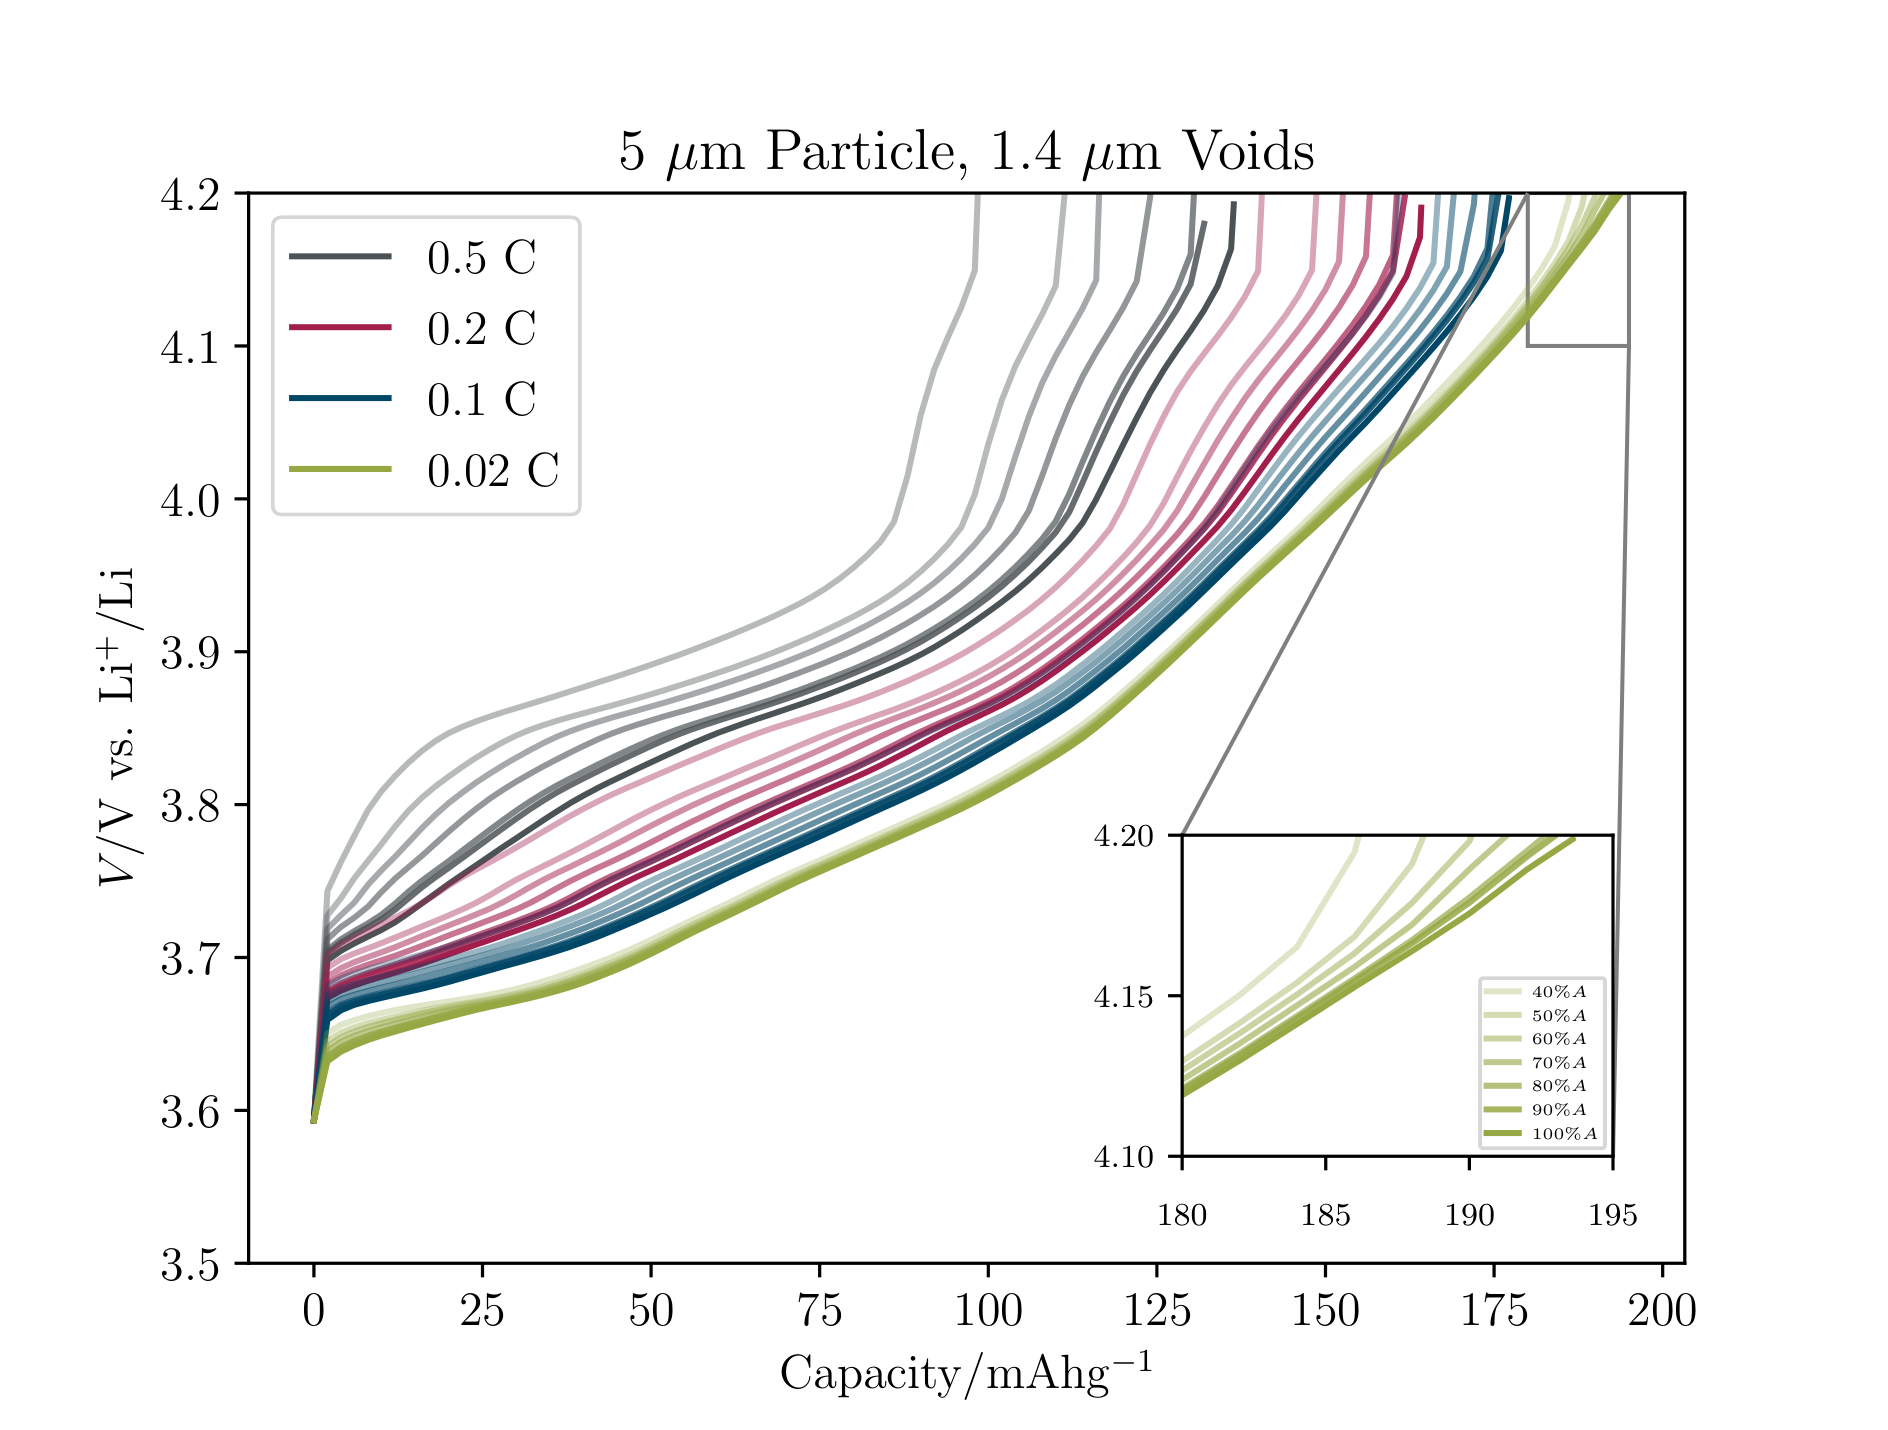 5 μm Particle, 1.4 μm Voids
4.2
4.1
4.0
3.9
3.8
3.7
3.6
3.5
V/V vs. Li⁺/Li
0.5 C
0.2 C
0.1 C
0.02 C
4.20
4.15
4.10
40%A
50%A
60%A
70%A
80%A
90%A
100%A
180 185 190 195
0 25 50 75 100 125 150 175 200
Capacity/mAhg⁻¹